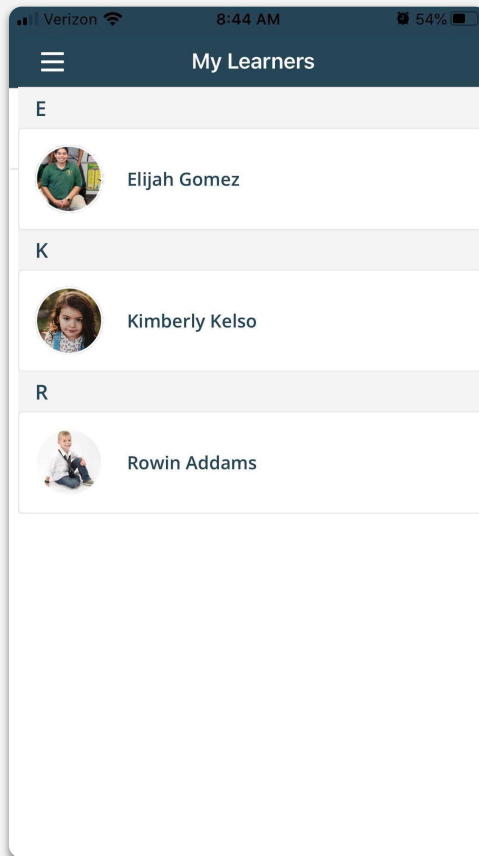 Verizon 8:44 AM 54%
My Learners
E
Elijah Gomez
K
Kimberly Kelso
R
Rowin Addams